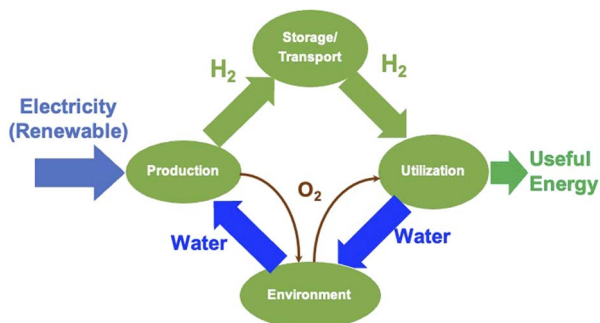 Storage/
Transport
H₂
H₂
Electricity
(Renewable)
Production
Utilization
Useful
Energy
O₂
Water
Water
Environment